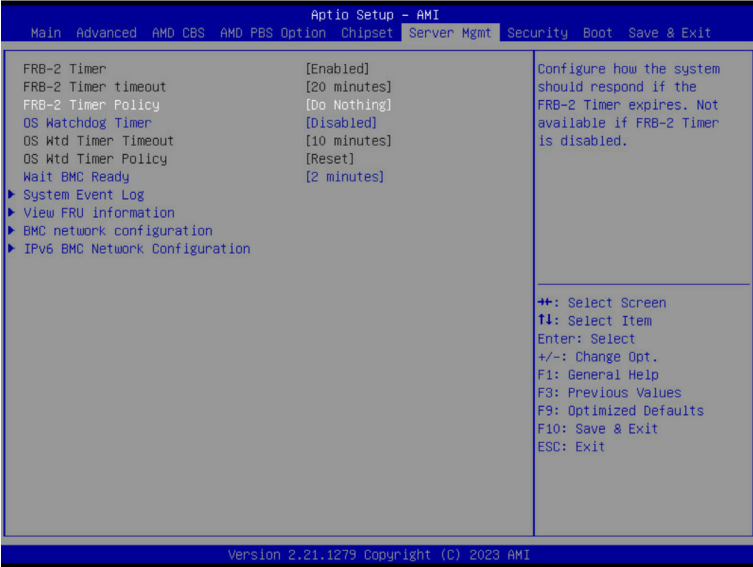 Aptio Setup – AMI
Main Advanced AMD CBS AMD PBS Option Chipset Server Mgmt Security Boot Save & Exit
FRB-2 Timer [Enabled]
FRB-2 Timer timeout [20 minutes]
FRB-2 Timer Policy [Do Nothing]
OS Watchdog Timer [Disabled]
OS Wtd Timer Timeout [10 minutes]
OS Wtd Timer Policy [Reset]
Wait BMC Ready [2 minutes]
▶ System Event Log
▶ View FRU information
▶ BMC network configuration
▶ IPv6 BMC Network Configuration
Configure how the system
should respond if the
FRB-2 Timer expires. Not
available if FRB-2 Timer
is disabled.
→←: Select Screen
↑↓: Select Item
Enter: Select
+/-: Change Opt.
F1: General Help
F3: Previous Values
F9: Optimized Defaults
F10: Save & Exit
ESC: Exit
Version 2.21.1279 Copyright (C) 2023 AMI